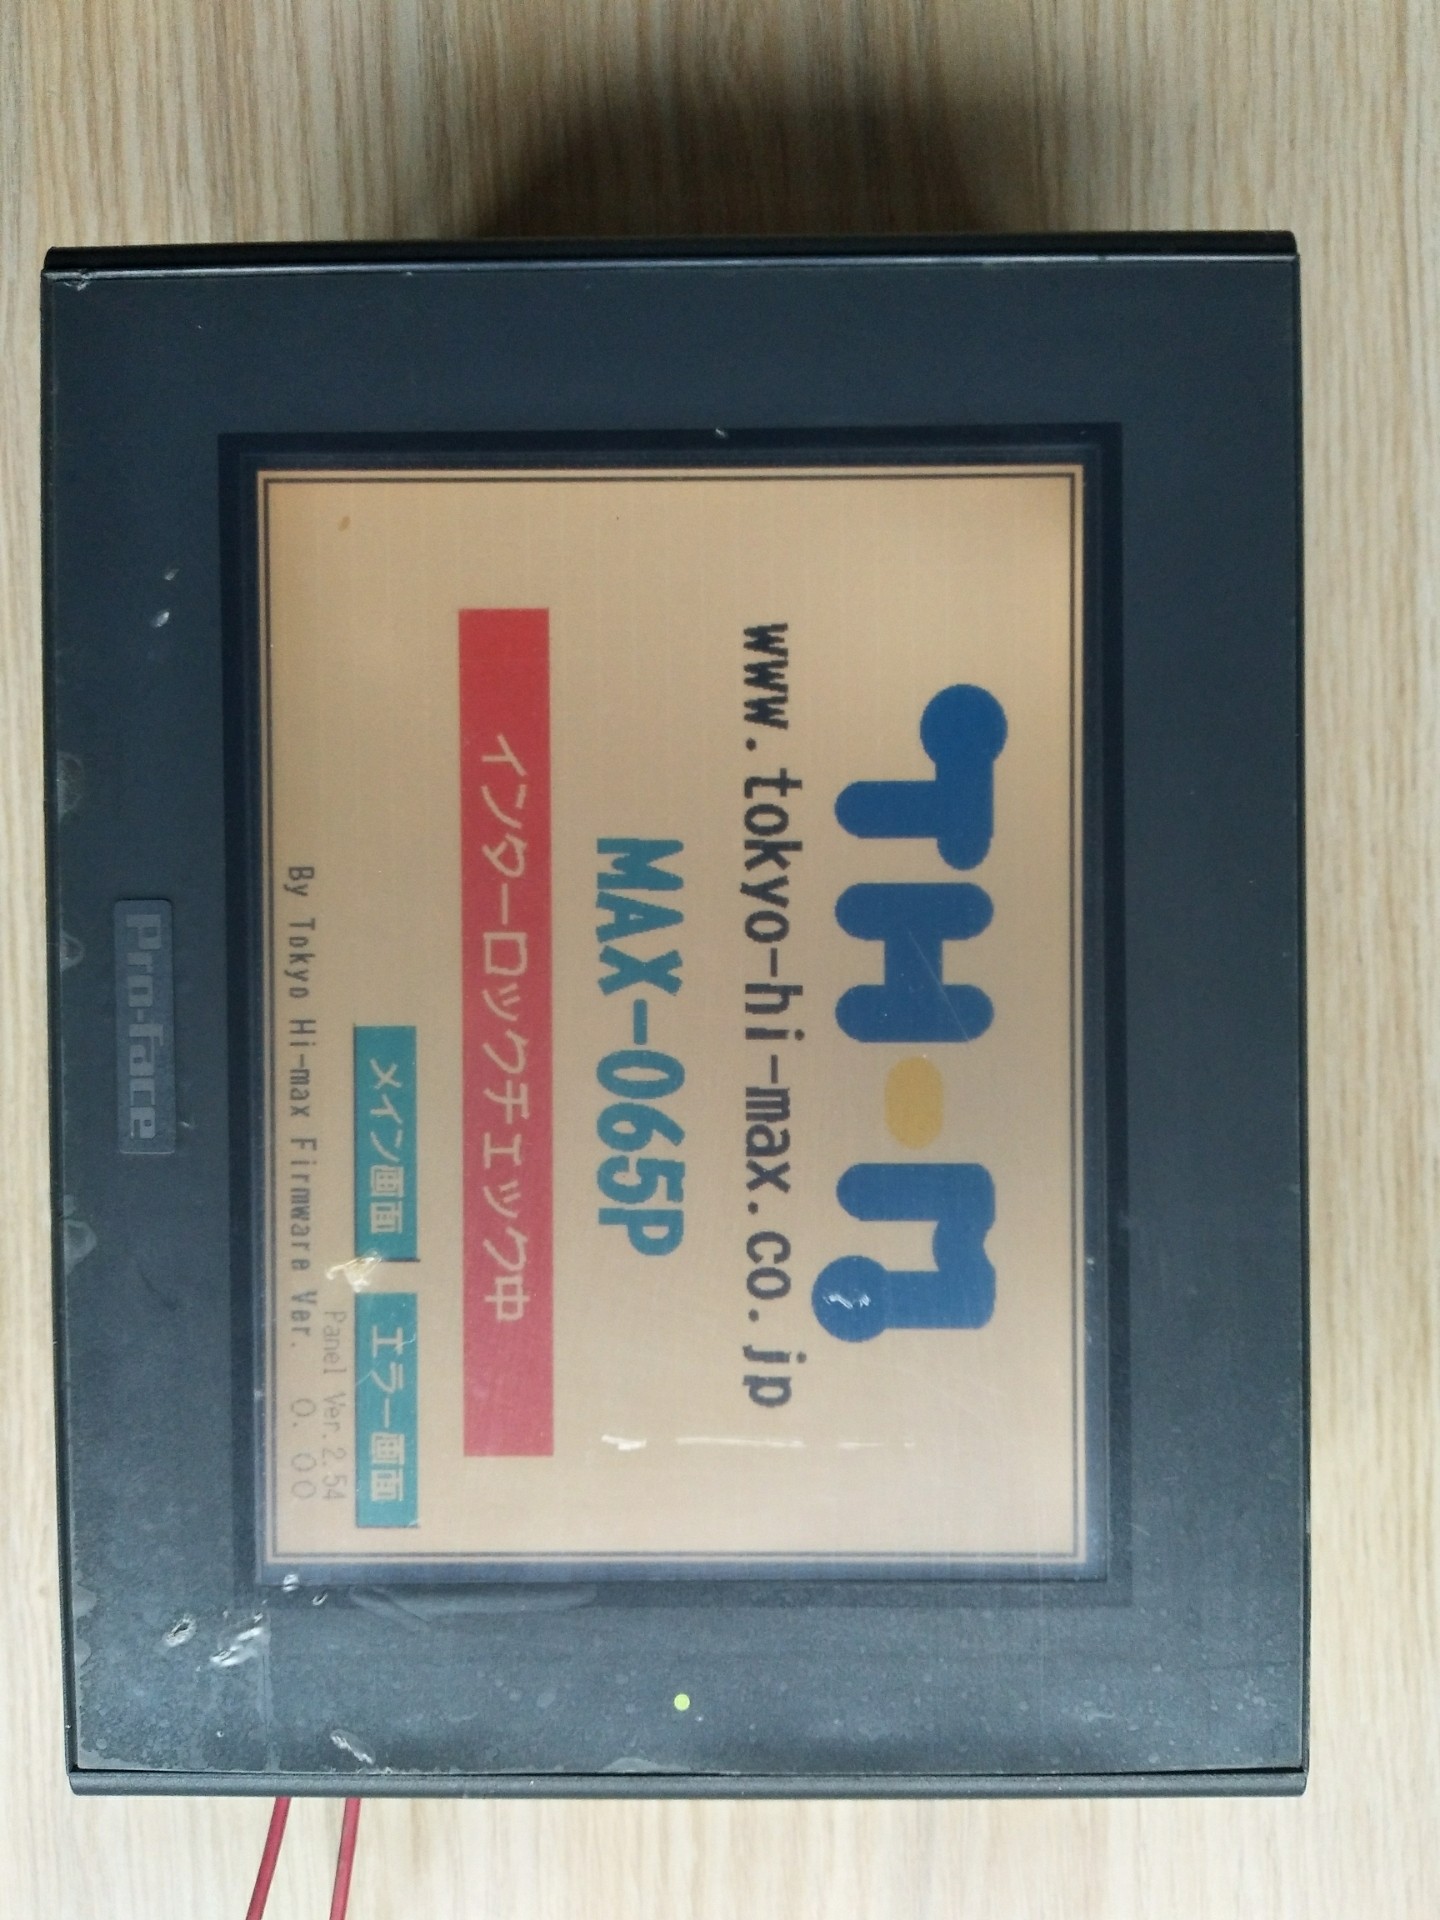 TH-n
www.tokyo-hi-max.co.jp
MAX-065P
インターロックチェック中
メイン画面 エラー画面
Panel Ver.2.54
By Tokyo Hi-max Firmware Ver. 0.00
Pro-face